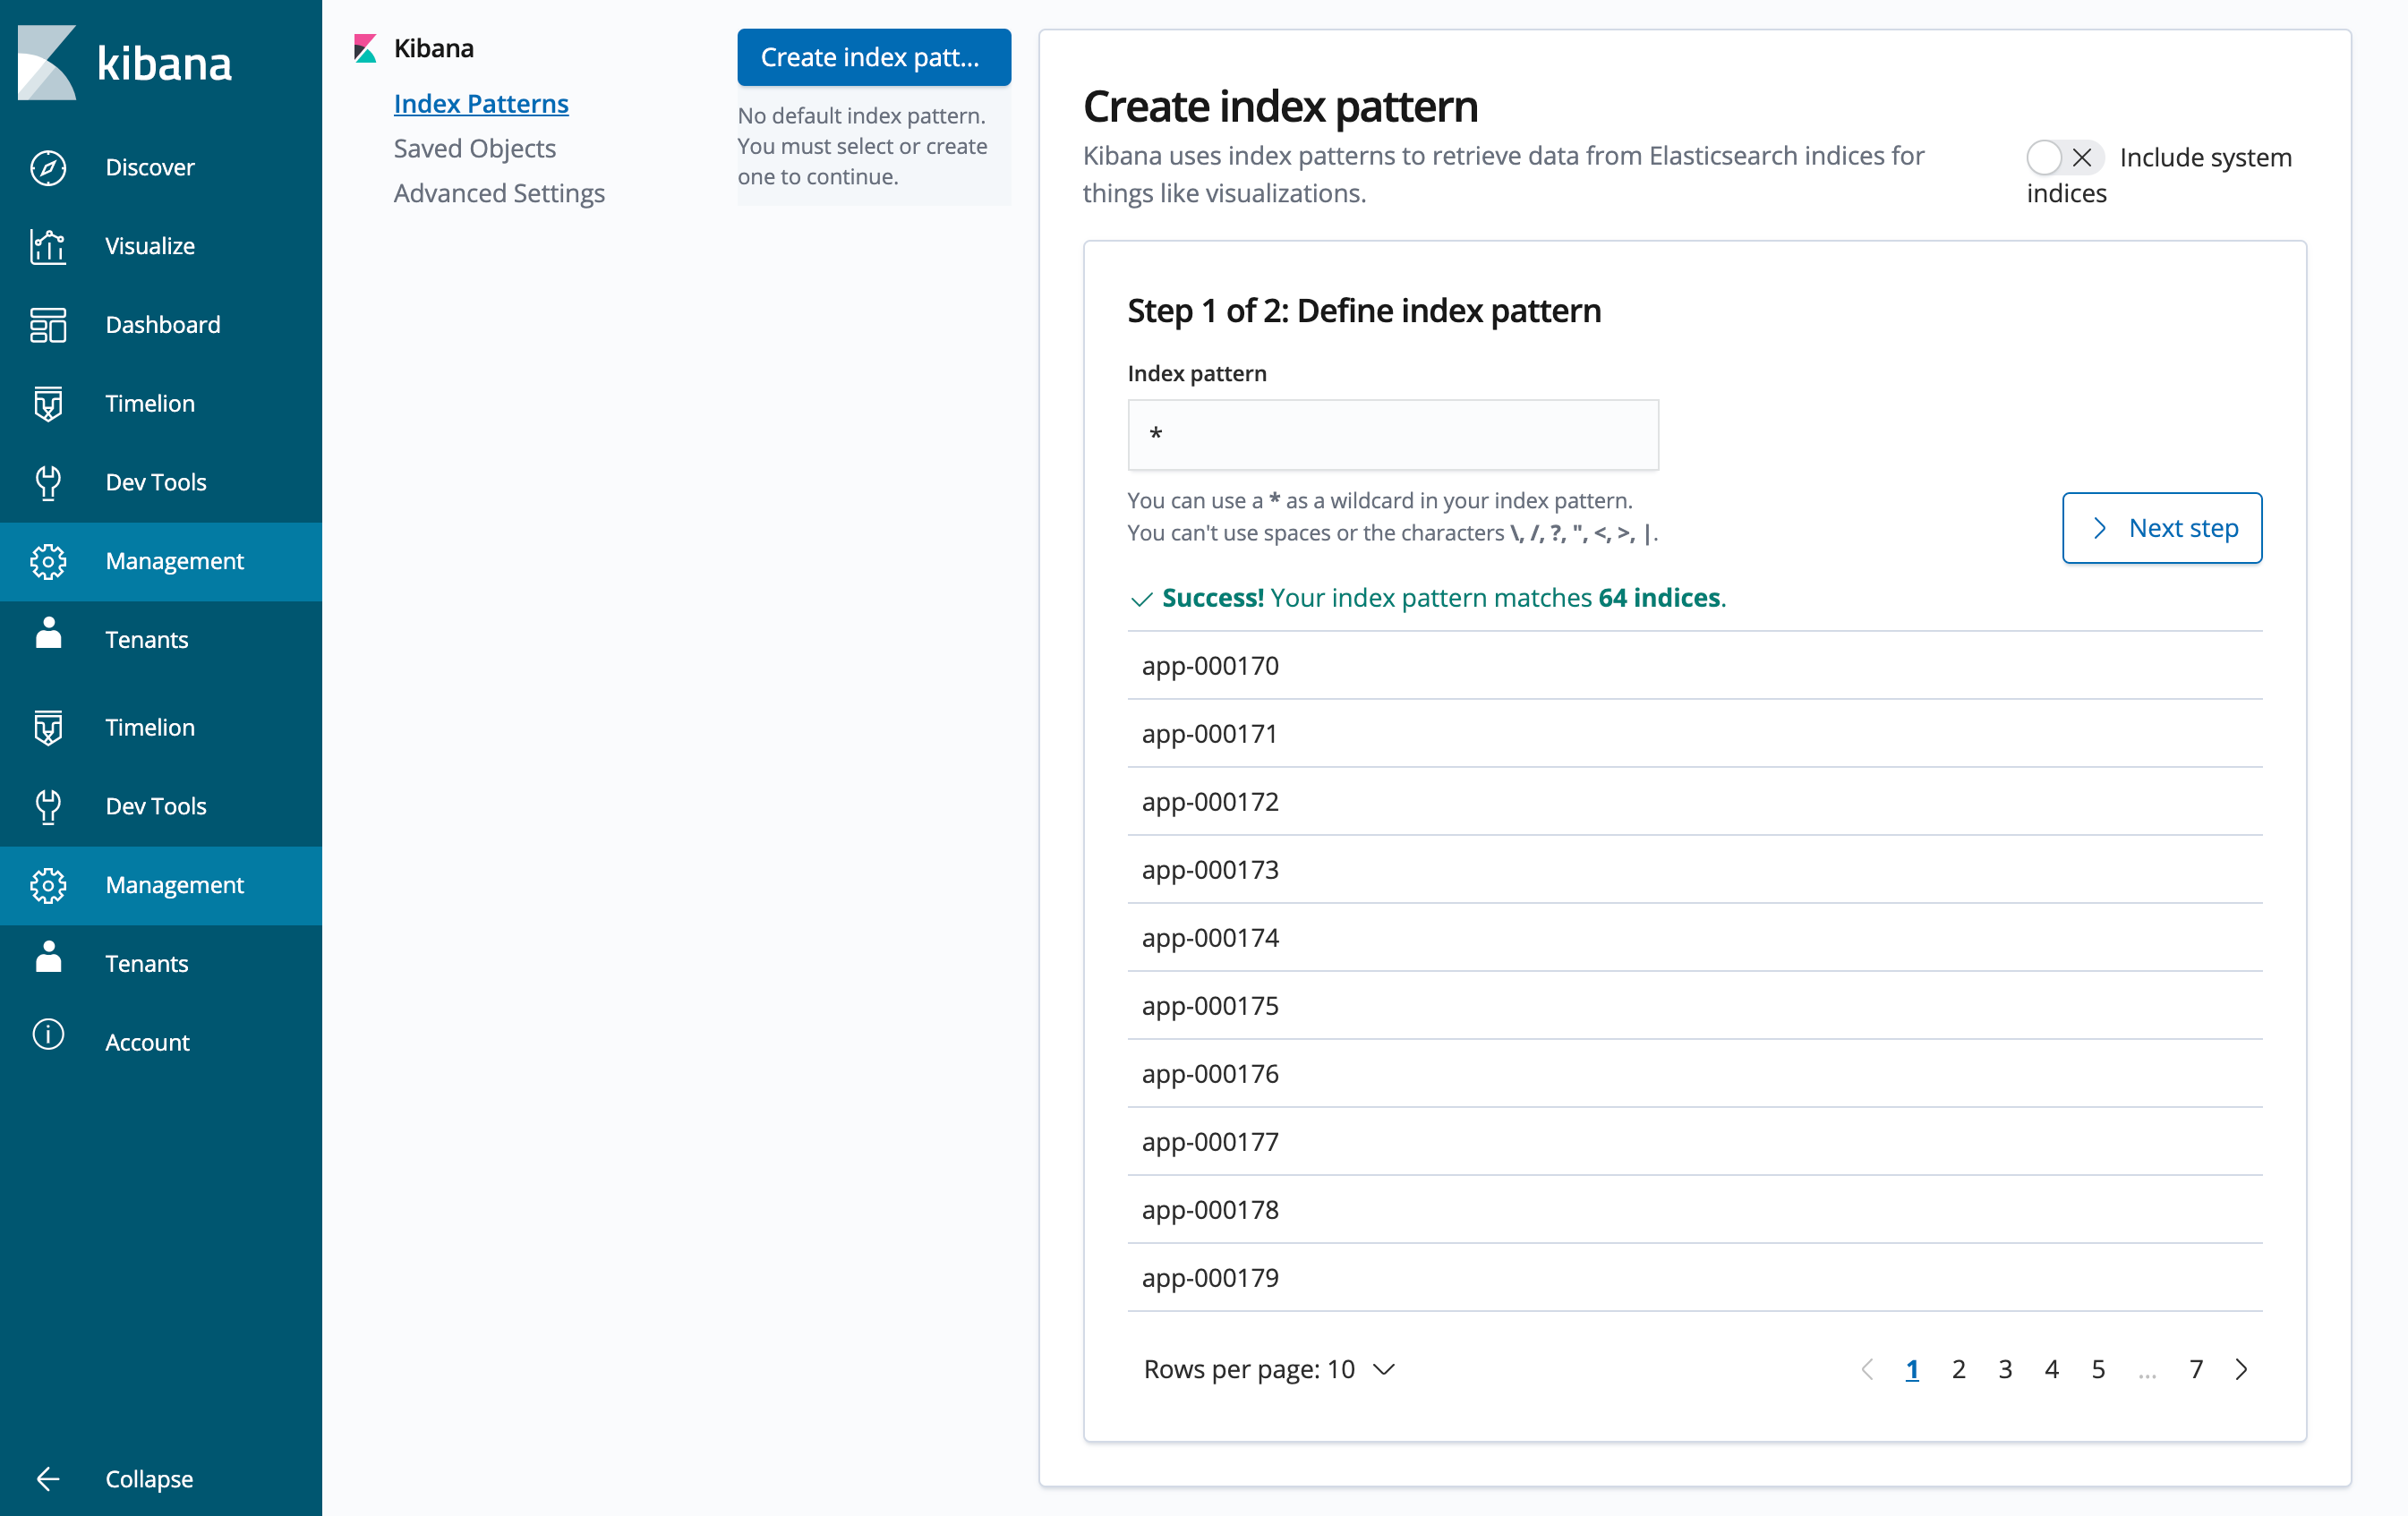 kibana
Discover
Visualize
Dashboard
Timelion
Dev Tools
Management
Tenants
Timelion
Dev Tools
Management
Tenants
Account
Collapse
Kibana
Index Patterns
Saved Objects
Advanced Settings
Create index patt...
No default index pattern.
You must select or create
one to continue.
Create index pattern
Kibana uses index patterns to retrieve data from Elasticsearch indices for
things like visualizations.
Include system
indices
Step 1 of 2: Define index pattern
Index pattern
*
You can use a * as a wildcard in your index pattern.
You can't use spaces or the characters \, /, ?, ", <, >, |.
Next step
Success! Your index pattern matches 64 indices.
app-000170
app-000171
app-000172
app-000173
app-000174
app-000175
app-000176
app-000177
app-000178
app-000179
Rows per page: 10
1 2 3 4 5 ... 7